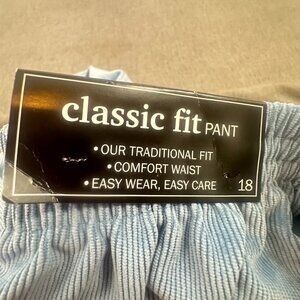 classic fit PANT
• OUR TRADITIONAL FIT
• COMFORT WAIST
• EASY WEAR, EASY CARE 18